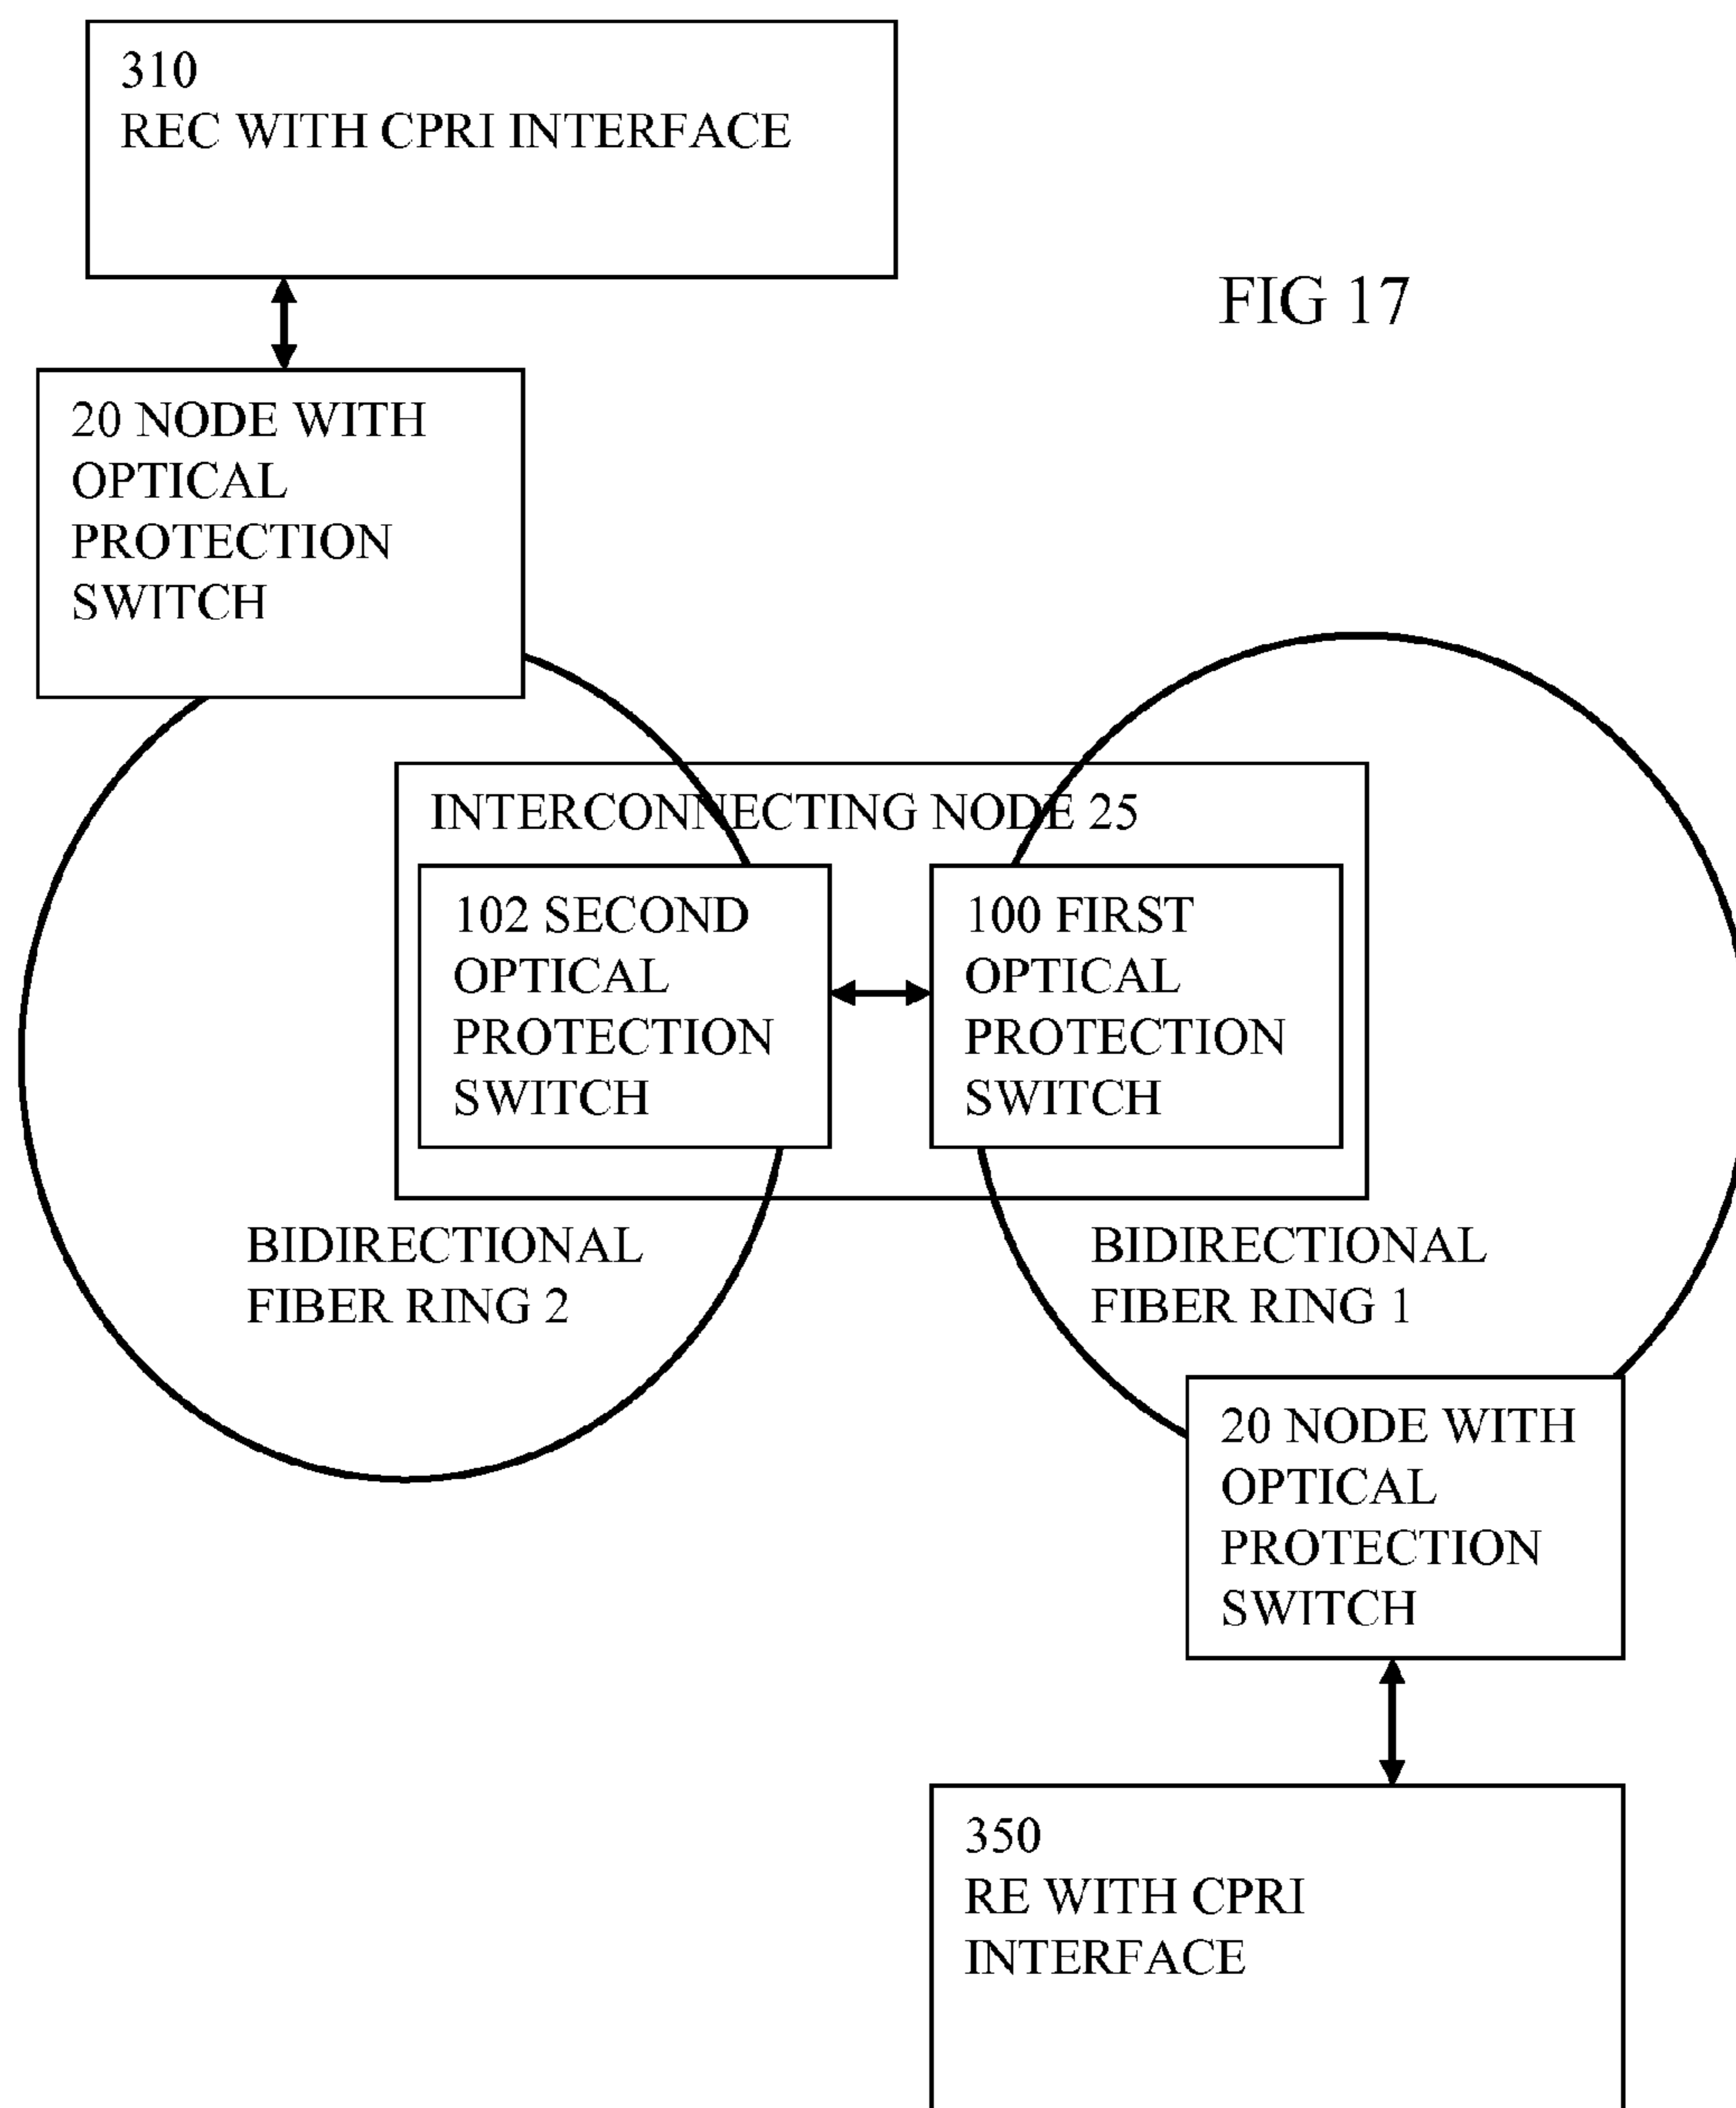 310
REC WITH CPRI INTERFACE
FIG 17
20 NODE WITH
OPTICAL
PROTECTION
SWITCH
INTERCONNECTING NODE 25
102 SECOND
OPTICAL
PROTECTION
SWITCH
100 FIRST
OPTICAL
PROTECTION
SWITCH
BIDIRECTIONAL
FIBER RING 2
BIDIRECTIONAL
FIBER RING 1
20 NODE WITH
OPTICAL
PROTECTION
SWITCH
350
RE WITH CPRI
INTERFACE